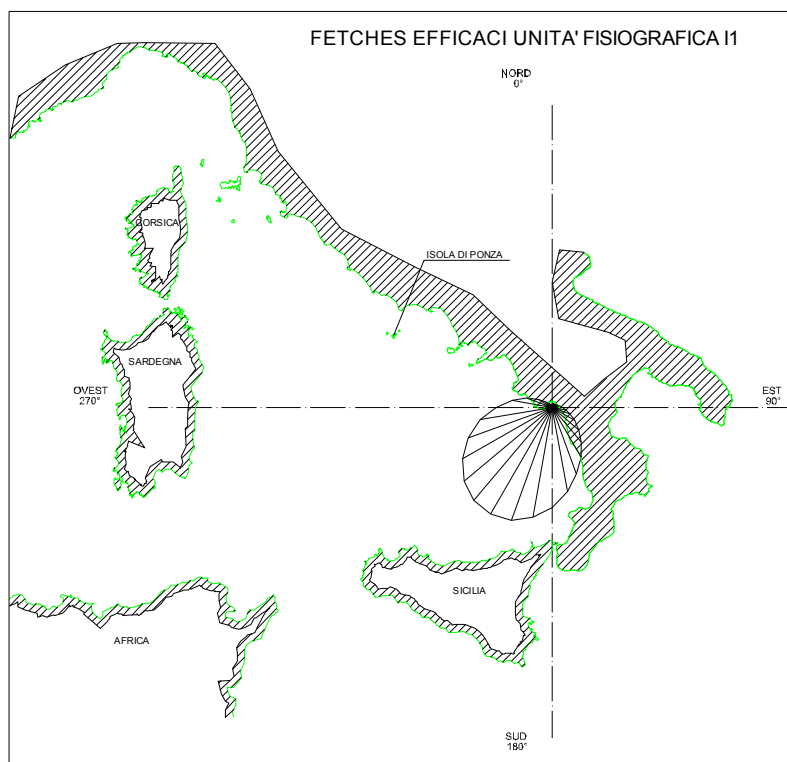 FETCHES EFFICACI UNITA' FISIOGRAFICA I1
NORD
0°
CORSICA
ISOLA DI PONZA
SARDEGNA
OVEST
270°
EST
90°
SICILIA
AFRICA
SUD
180°